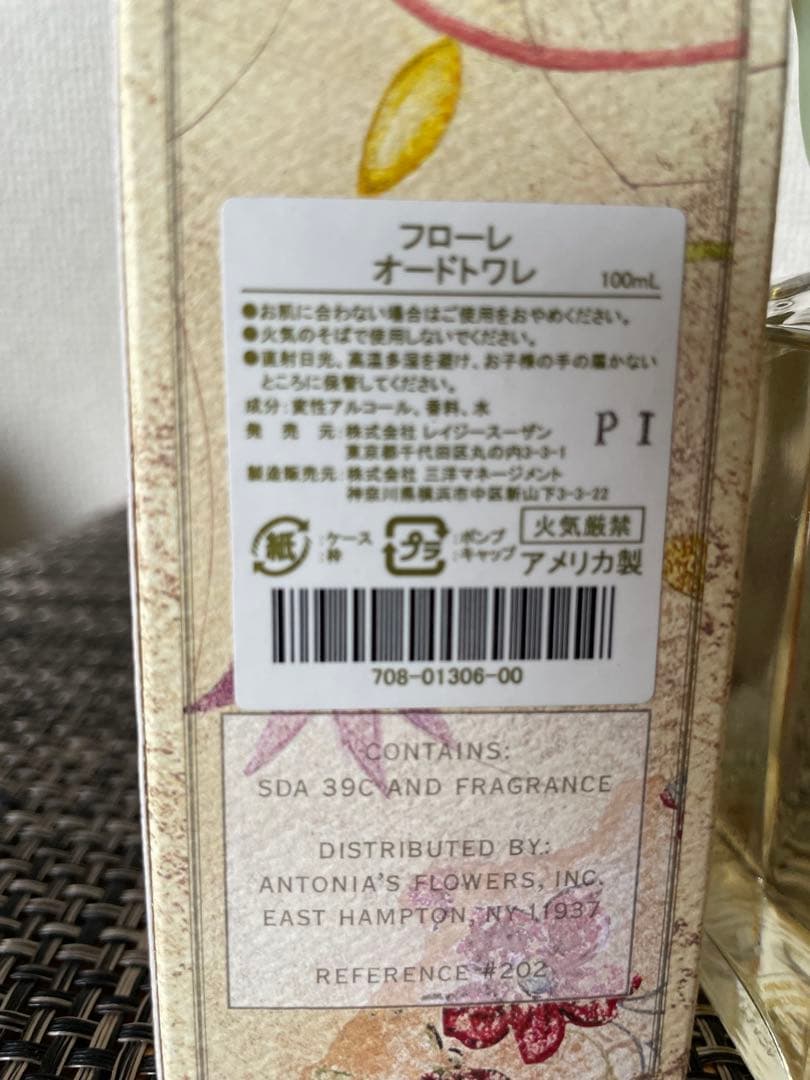 フローレ
オードトワレ 100mL
●お肌に合わない場合はご使用をおやめください。
●火気のそばで使用しないでください。
●直射日光、高温多湿を避け、お子様の手の届かない
ところに保管してください。
成分：変性アルコール、香料、水
発 売 元：株式会社 レイジースーザン
東京都千代田区丸の内3-3-1
製造販売元：株式会社 三洋マネージメント
神奈川県横浜市中区新山下3-3-22
P I
紙 ：ケース
：枠
プラ ：ポンプ
：キャップ
火気厳禁
アメリカ製
708-01306-00
CONTAINS:
SDA 39C AND FRAGRANCE
DISTRIBUTED BY:
ANTONIA'S FLOWERS, INC.
EAST HAMPTON, NY 11937
REFERENCE #202